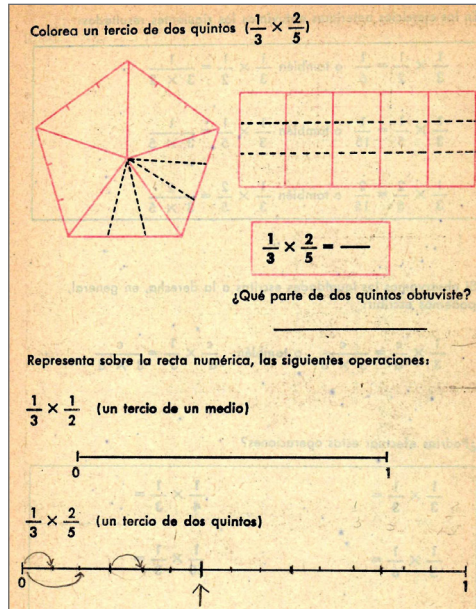 Colorea un tercio de dos quintos (1/3 × 2/5)
1/3 × 2/5 = —
¿Qué parte de dos quintos obtuviste?
Representa sobre la recta numérica, las siguientes operaciones:
1/3 × 1/2 (un tercio de un medio)
0 1
1/3 × 2/5 (un tercio de dos quintos)
0 1